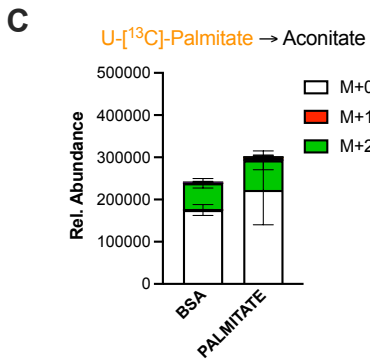 C
U-[¹³C]-Palmitate → Aconitate
Rel. Abundance
500000
400000
300000
200000
100000
0
BSA
PALMITATE
M+0
M+1
M+2